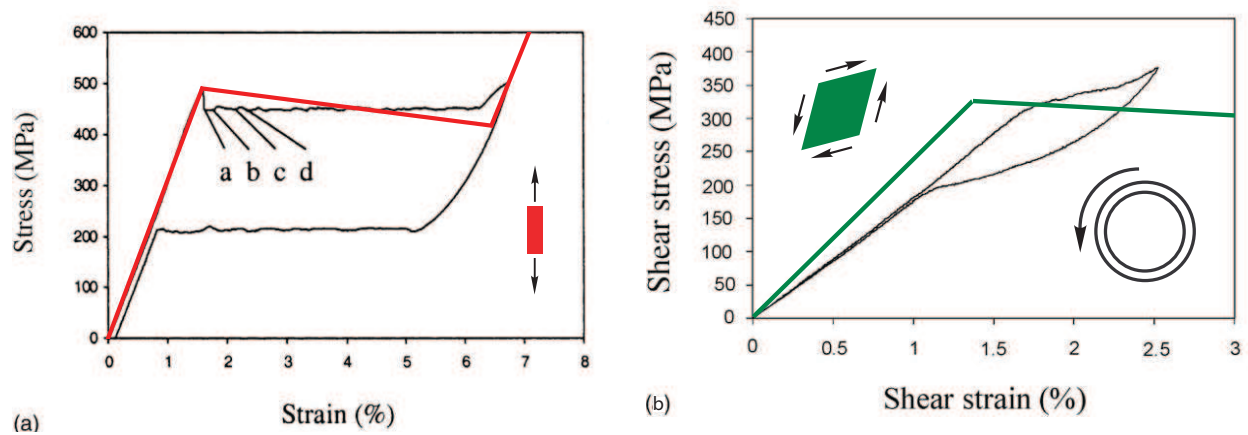 600
500
400
300
200
100
0
a b c d
0 1 2 3 4 5 6 7 8
Stress (MPa)
Strain (%)
(a)
450
400
350
300
250
200
150
100
50
0
0 0.5 1 1.5 2 2.5 3
Shear stress (MPa)
Shear strain (%)
(b)